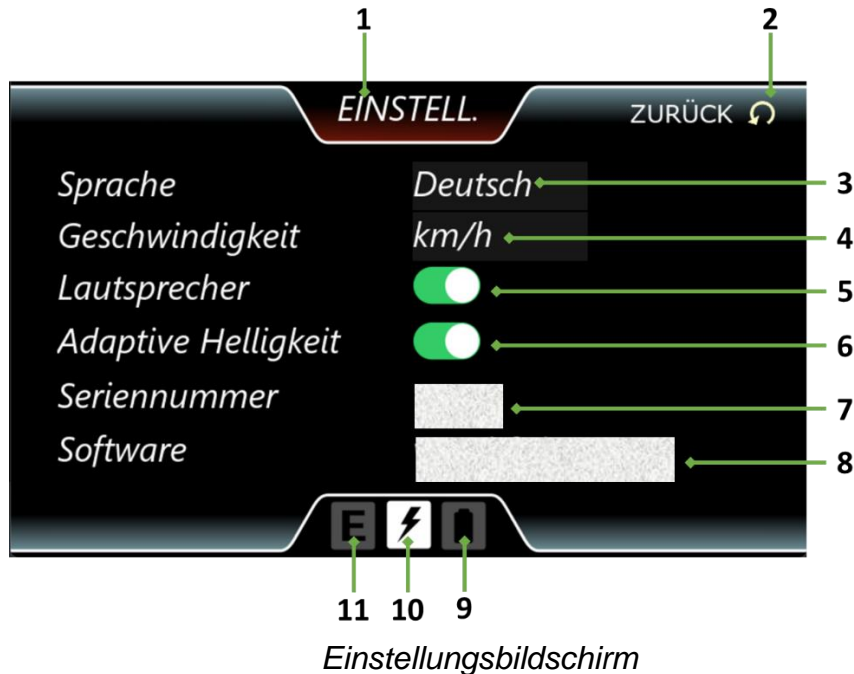 1 2
EINSTELL. ZURÜCK
Sprache Deutsch 3
Geschwindigkeit km/h 4
Lautsprecher 5
Adaptive Helligkeit 6
Seriennummer 7
Software 8
E
11 10 9
Einstellungsbildschirm